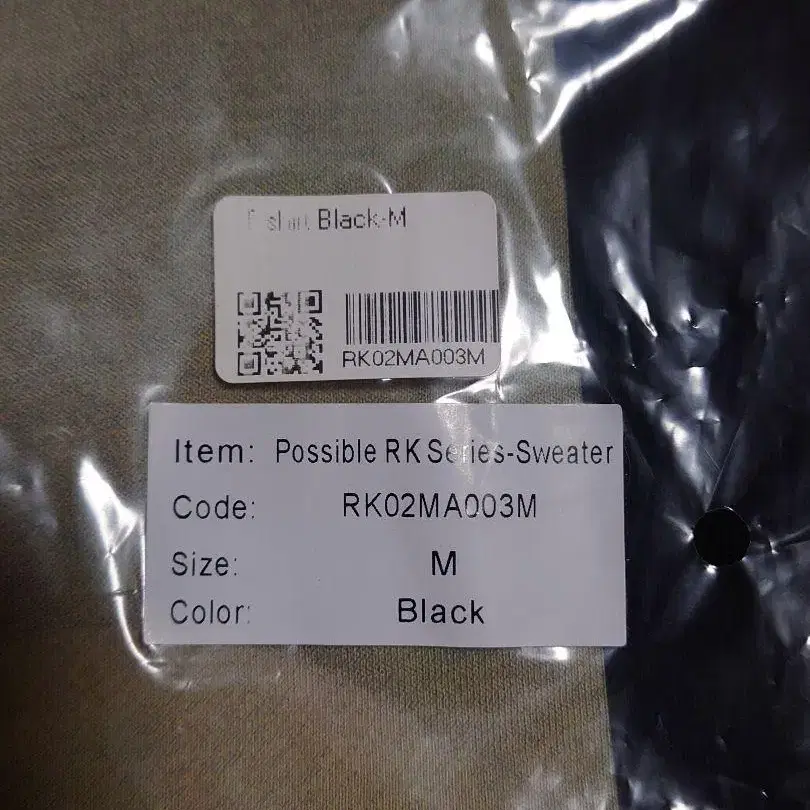 Black-M
RK02MA003M
Item: Possible RK Series-Sweater
Code: RK02MA003M
Size: M
Color: Black